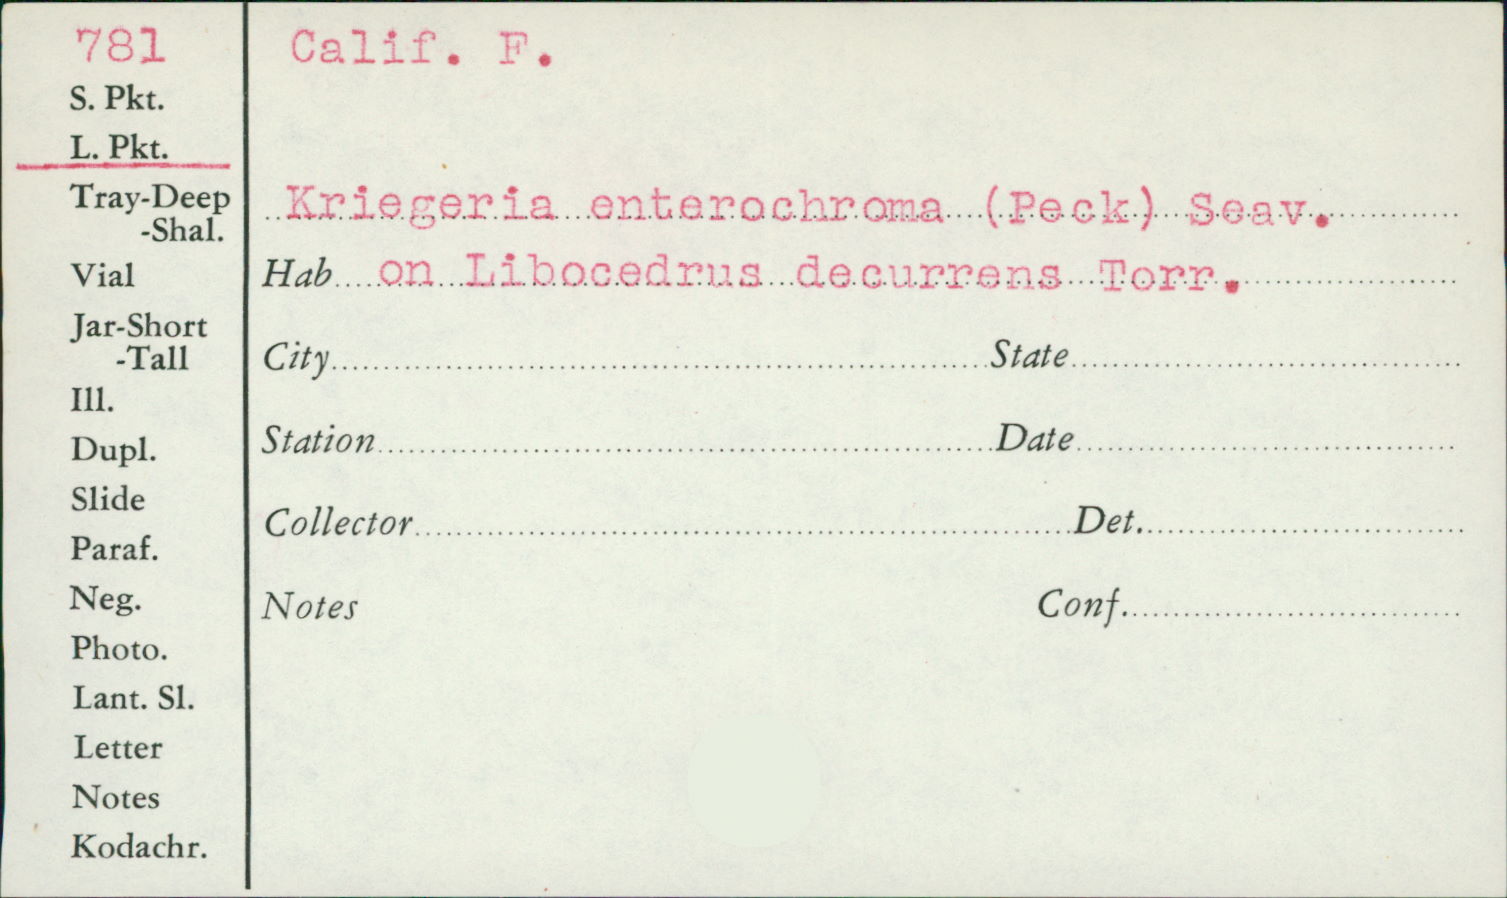 781
S. Pkt.
L. Pkt.
Tray-Deep
-Shal.
Vial
Jar-Short
-Tall
Ill.
Dupl.
Slide
Paraf.
Neg.
Photo.
Lant. Sl.
Letter
Notes
Kodachr.
Calif. F.
Kriegeria enterochroma (Peck) Seav.
Hab on Libocedrus decurrens Torr.
City State
Station Date
Collector Det.
Notes Conf.